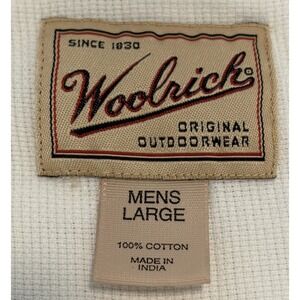 SINCE 1830
Woolrich®
ORIGINAL
OUTDOORWEAR
MENS
LARGE
100% COTTON
MADE IN
INDIA